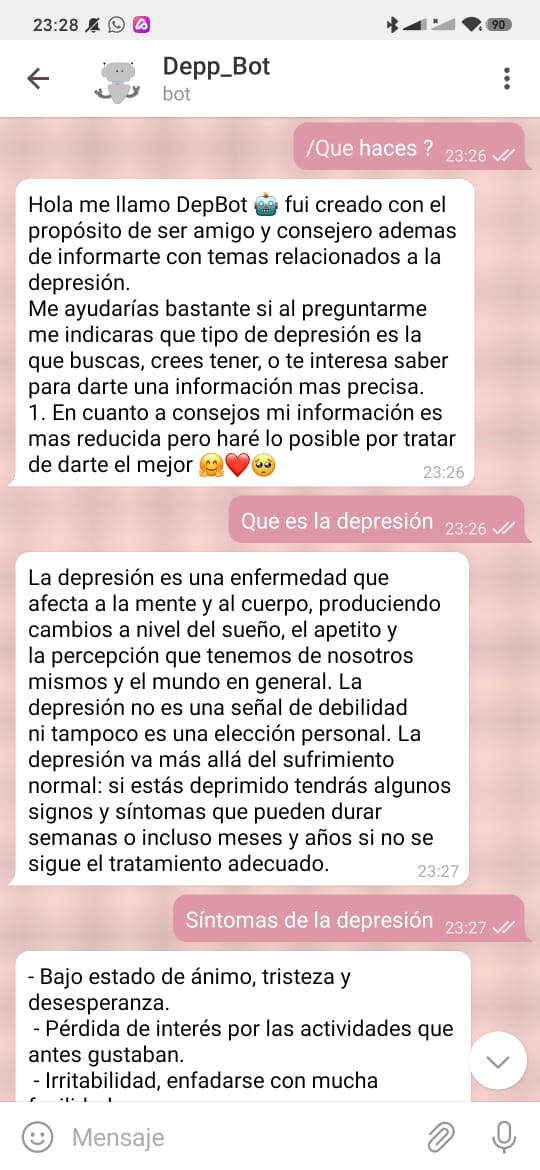 23:28 90
Depp_Bot
bot
/Que haces ? 23:26
Hola me llamo DepBot 🤖 fui creado con el
propósito de ser amigo y consejero ademas
de informarte con temas relacionados a la
depresión.
Me ayudarías bastante si al preguntarme
me indicaras que tipo de depresión es la
que buscas, crees tener, o te interesa saber
para darte una información mas precisa.
1. En cuanto a consejos mi información es
mas reducida pero haré lo posible por tratar
de darte el mejor 🤗❤️🥺 23:26
Que es la depresión 23:26
La depresión es una enfermedad que
afecta a la mente y al cuerpo, produciendo
cambios a nivel del sueño, el apetito y
la percepción que tenemos de nosotros
mismos y el mundo en general. La
depresión no es una señal de debilidad
ni tampoco es una elección personal. La
depresión va más allá del sufrimiento
normal: si estás deprimido tendrás algunos
signos y síntomas que pueden durar
semanas o incluso meses y años si no se
sigue el tratamiento adecuado. 23:27
Síntomas de la depresión 23:27
- Bajo estado de ánimo, tristeza y
desesperanza.
- Pérdida de interés por las actividades que
antes gustaban.
- Irritabilidad, enfadarse con mucha
Mensaje